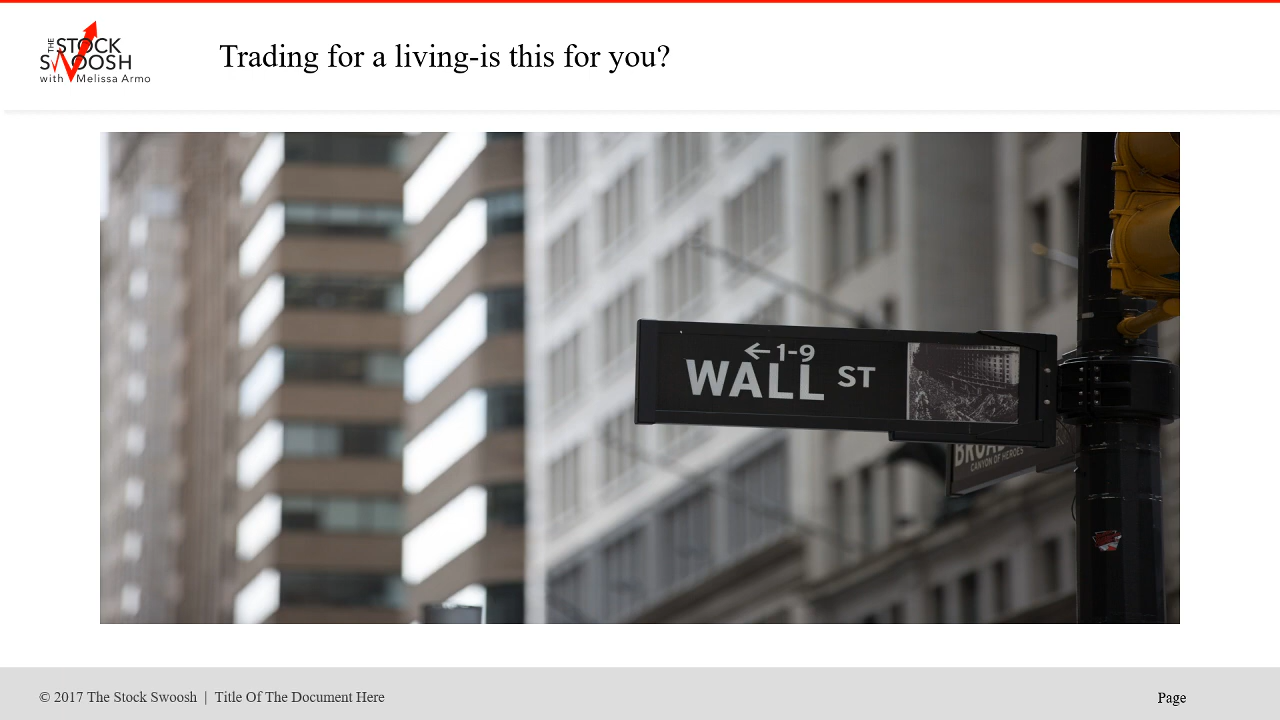 THE
STOCK
SWOOSH
with Melissa Armo
Trading for a living-is this for you?
←1-9
WALL ST
CANYON OF HEROES
© 2017 The Stock Swoosh | Title Of The Document Here
Page